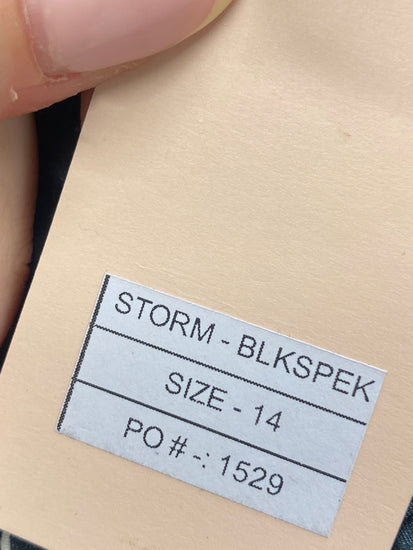 STORM - BLKSPEK
SIZE - 14
PO # -: 1529